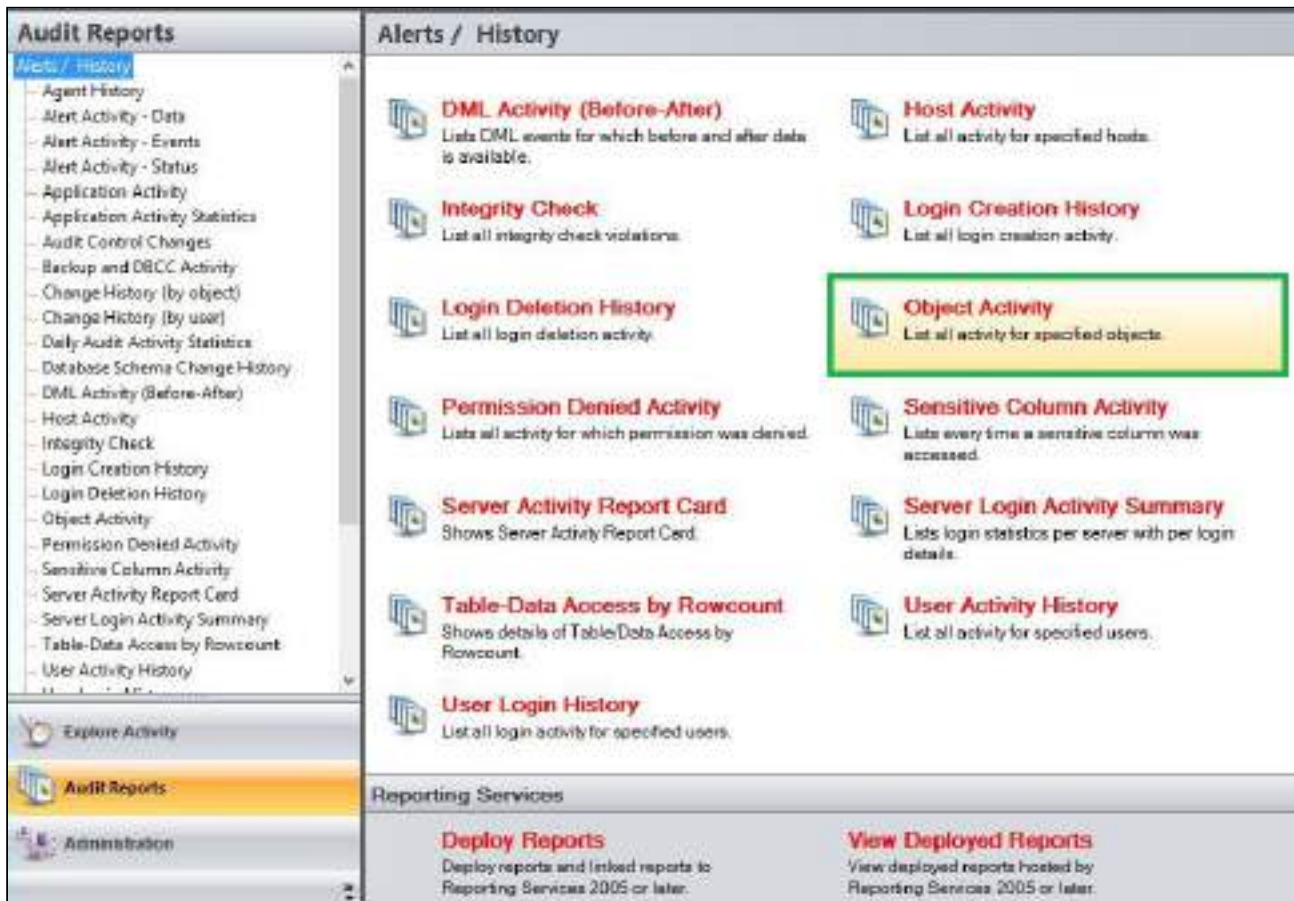 Audit Reports
Alerts / History
Agent History
Alert Activity - Data
Alert Activity - Events
Alert Activity - Status
Application Activity
Application Activity Statistics
Audit Control Changes
Backup and DBCC Activity
Change History (by object)
Change History (by user)
Daily Audit Activity Statistics
Database Schema Change History
DML Activity (Before-After)
Host Activity
Integrity Check
Login Creation History
Login Deletion History
Object Activity
Permission Denied Activity
Sensitive Column Activity
Server Activity Report Card
Server Login Activity Summary
Table-Data Access by Rowcount
User Activity History
Explore Activity
Audit Reports
Administration
Alerts / History
DML Activity (Before-After)
Lists DML events for which before and after data
is available.
Host Activity
List all activity for specified hosts.
Integrity Check
List all integrity check violations.
Login Creation History
List all login creation activity.
Login Deletion History
List all login deletion activity.
Object Activity
List all activity for specified objects.
Permission Denied Activity
Lists all activity for which permission was denied.
Sensitive Column Activity
Lists every time a sensitive column was
accessed.
Server Activity Report Card
Shows Server Activity Report Card.
Server Login Activity Summary
Lists login statistics per server with per login
details.
Table-Data Access by Rowcount
Shows details of Table/Data Access by
Rowcount.
User Activity History
List all activity for specified users.
User Login History
List all login activity for specified users.
Reporting Services
Deploy Reports
Deploy reports and linked reports to
Reporting Services 2005 or later.
View Deployed Reports
View deployed reports hosted by
Reporting Services 2005 or later.